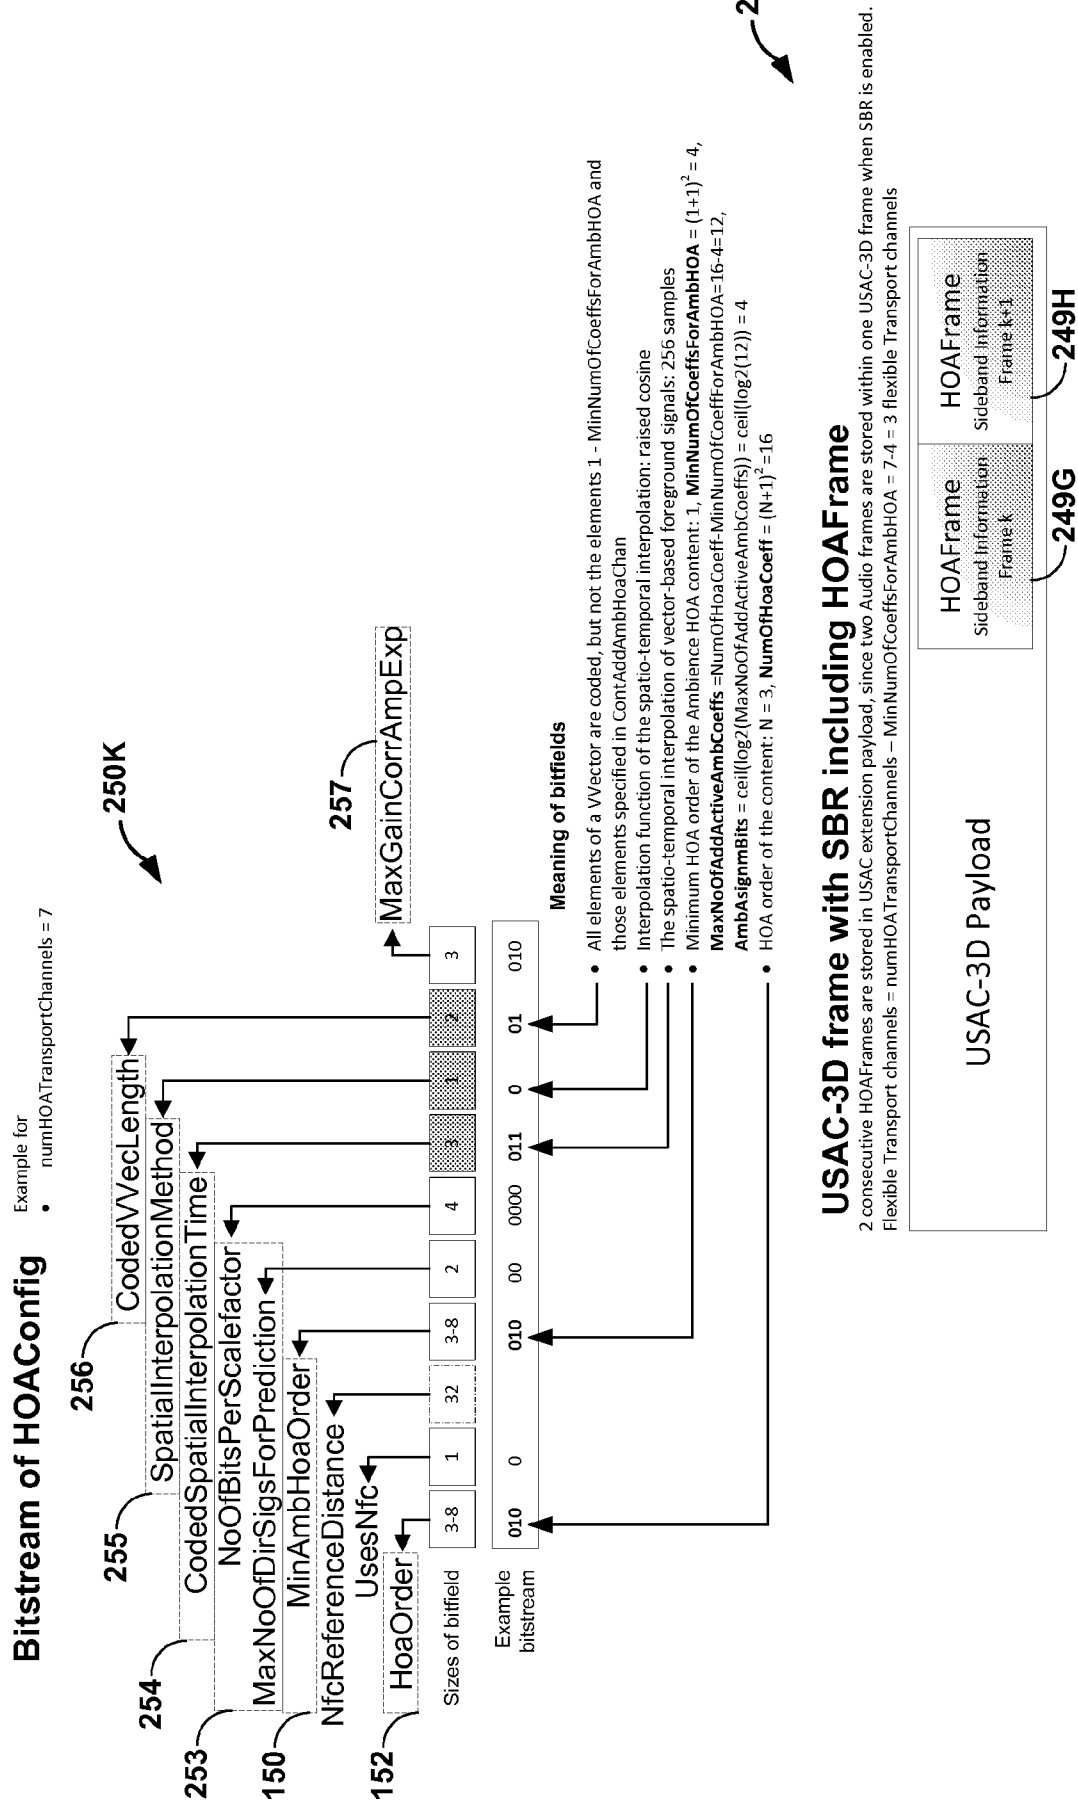 Bitstream of HOAConfig
Example for
• numHOATransportChannels = 7
250K
256
CodedVVecLength
255
SpatialInterpolationMethod
254
CodedSpatialInterpolationTime
253
NoOfBitsPerScalefactor
MaxNoOfDirSigsForPrediction
150
MinAmbHoaOrder
NfcReferenceDistance
UsesNfc
152
HoaOrder
257
MaxGainCorrAmpExp
Sizes of bitfield
3-8 1 32 3-8 2 4 3 1 2 3
Example
bitstream
010 0 010 00 0000 011 0 01 010
Meaning of bitfields
• All elements of a VVector are coded, but not the elements 1 - MinNumOfCoeffsForAmbHOA and
those elements specified in ContAddAmbHoaChan
• Interpolation function of the spatio-temporal interpolation: raised cosine
• The spatio-temporal interpolation of vector-based foreground signals: 256 samples
• Minimum HOA order of the Ambience HOA content: 1, MinNumOfCoeffsForAmbHOA = (1+1)² = 4,
MaxNoOfAddActiveAmbCoeffs =NumOfHoaCoeff-MinNumOfCoeffForAmbHOA=16-4=12,
AmbAsignmBits = ceil(log2(MaxNoOfAddActiveAmbCoeffs)) = ceil(log2(12)) = 4
• HOA order of the content: N = 3, NumOfHoaCoeff = (N+1)² =16
2
USAC-3D frame with SBR including HOAFrame
2 consecutive HOAFrames are stored in USAC extension payload, since two Audio frames are stored within one USAC-3D frame when SBR is enabled.
Flexible Transport channels = numHOATransportChannels – MinNumOfCoeffsForAmbHOA = 7-4 = 3 flexible Transport channels
USAC-3D Payload
HOAFrame
Sideband Information
Frame k
249G
HOAFrame
Sideband Information
Frame k+1
249H